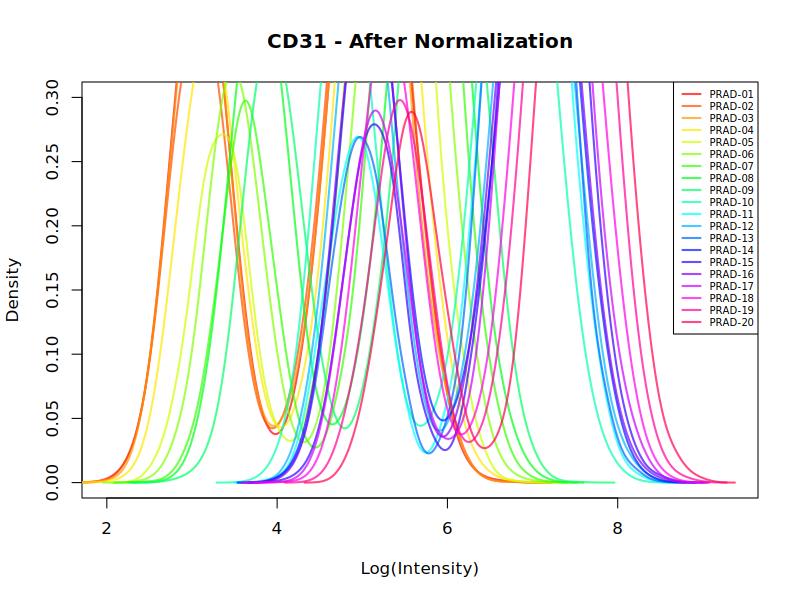 CD31 - After Normalization
PRAD-01
PRAD-02
PRAD-03
PRAD-04
PRAD-05
PRAD-06
PRAD-07
PRAD-08
PRAD-09
PRAD-10
PRAD-11
PRAD-12
PRAD-13
PRAD-14
PRAD-15
PRAD-16
PRAD-17
PRAD-18
PRAD-19
PRAD-20
Density
0.30
0.25
0.20
0.15
0.10
0.05
0.00
2 4 6 8
Log(Intensity)